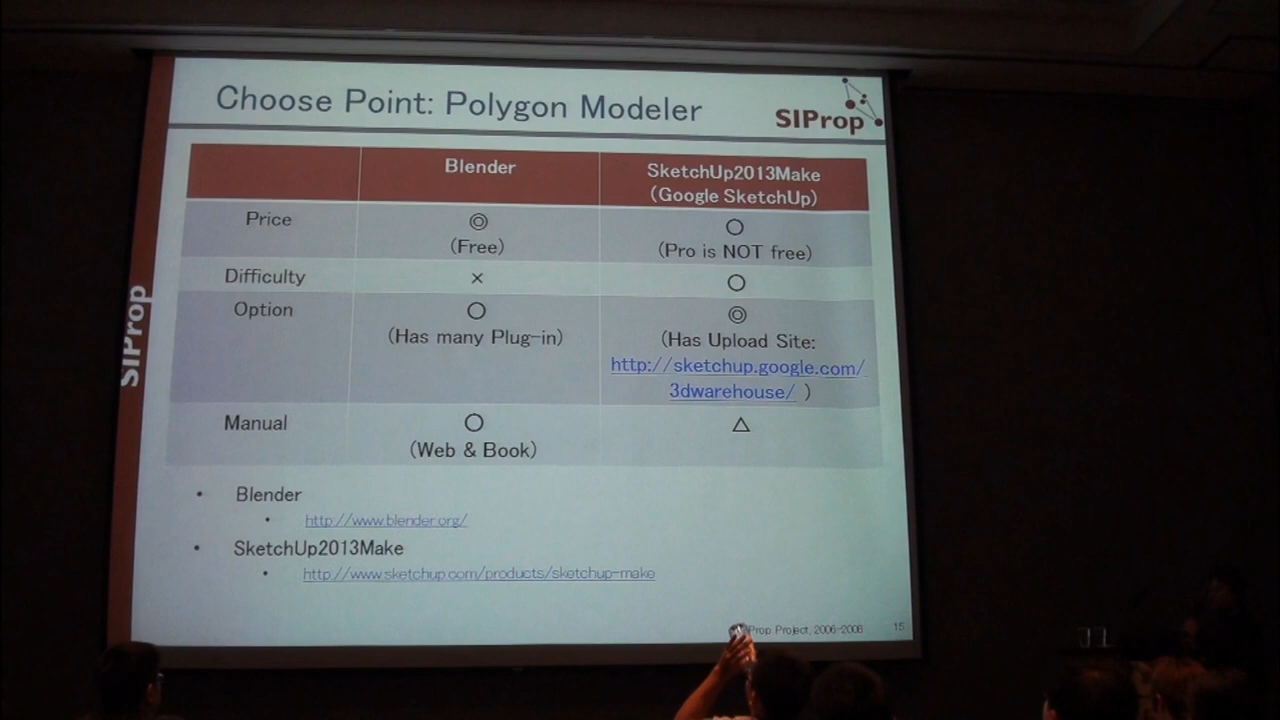 Choose Point: Polygon Modeler
SIProp
Blender
SketchUp2013Make
(Google SketchUp)
Price
◎
(Free)
○
(Pro is NOT free)
Difficulty
×
○
Option
○
(Has many Plug-in)
◎
(Has Upload Site:
http://sketchup.google.com/
3dwarehouse/ )
Manual
○
(Web & Book)
△
SIProp
• Blender
• http://www.blender.org/
• SketchUp2013Make
• http://www.sketchup.com/products/sketchup-make
Project, 2006-2008
15